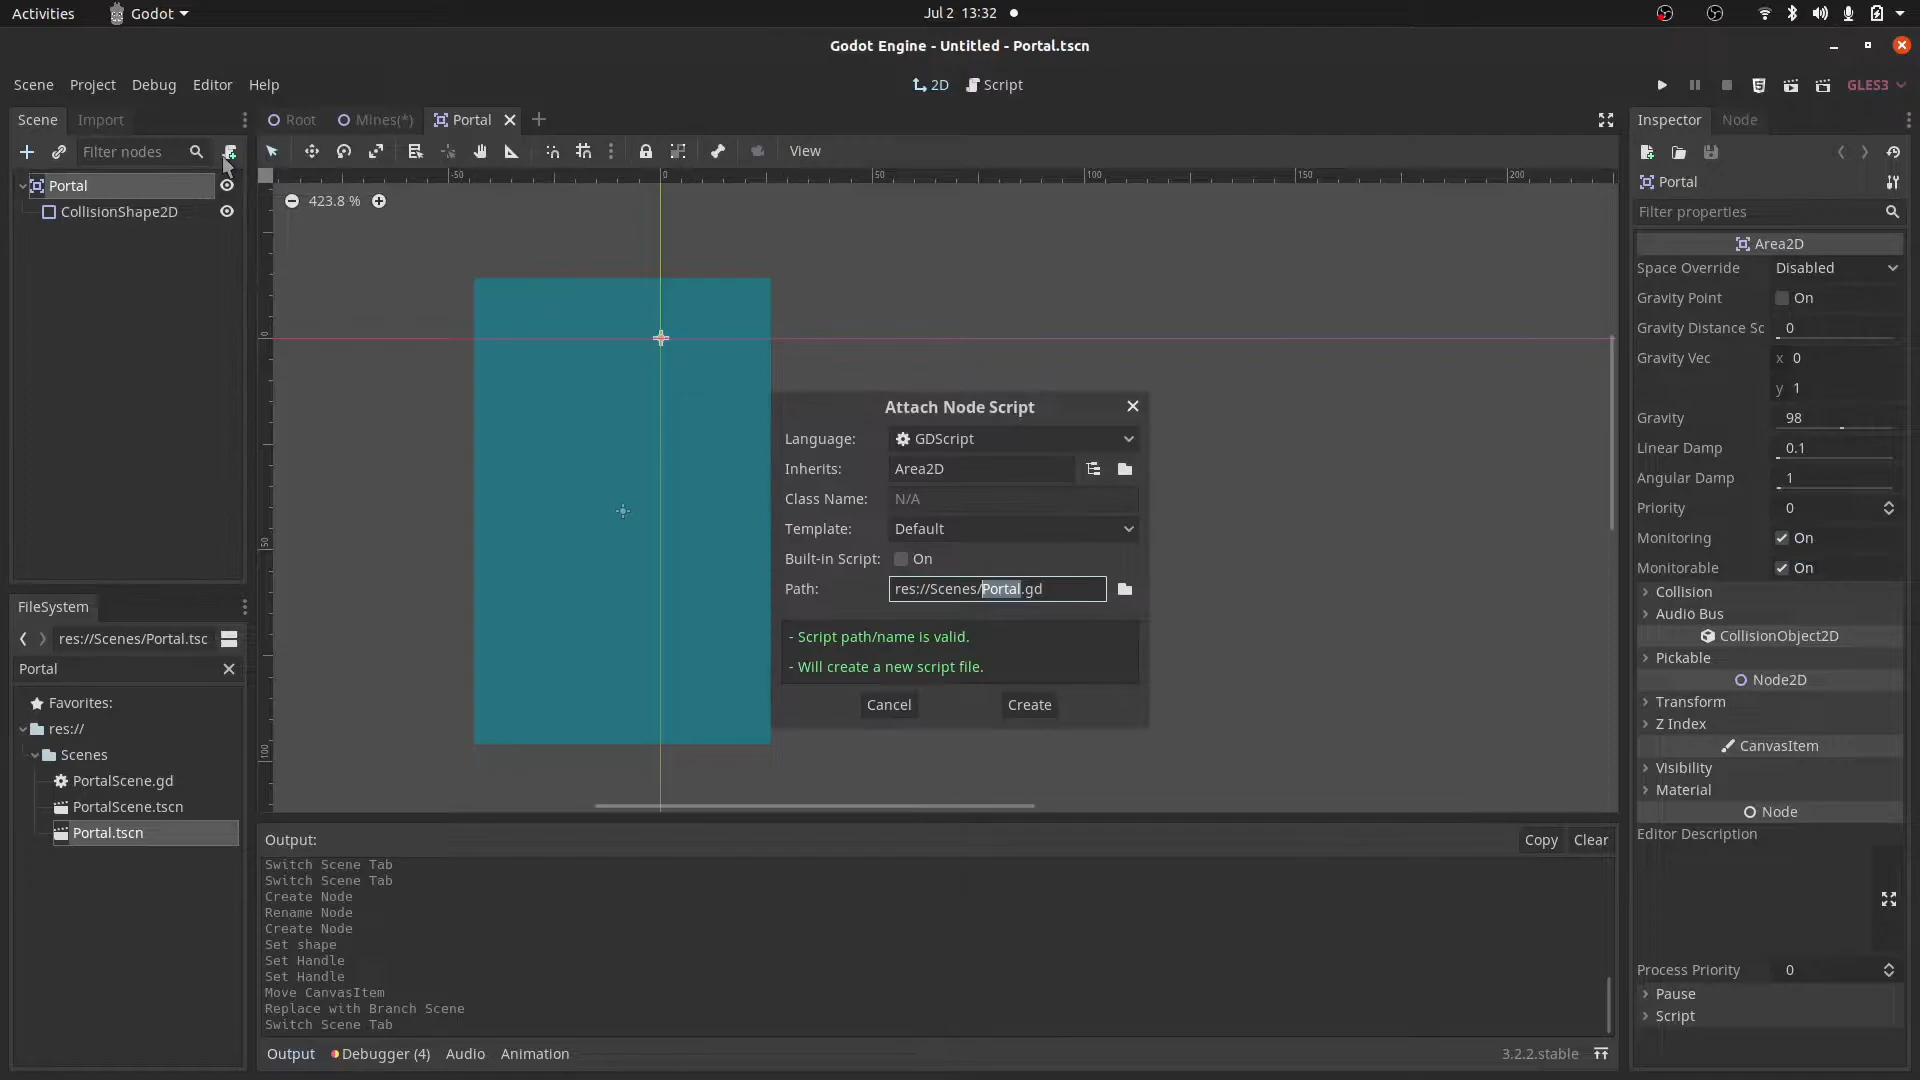 Activities Godot Jul 2 13:32
Godot Engine - Untitled - Portal.tscn
Scene Project Debug Editor Help 2D Script GLES3
Scene Import
Filter nodes
Portal
CollisionShape2D
Root Mines(*) Portal
View
-50 0 50 100 150 200
423.8 %
0
50
100
Attach Node Script
Language: GDScript
Inherits: Area2D
Class Name: N/A
Template: Default
Built-in Script: On
Path: res://Scenes/Portal.gd
- Script path/name is valid.
- Will create a new script file.
Cancel Create
FileSystem
res://Scenes/Portal.tsc
Portal
Favorites:
res://
Scenes
PortalScene.gd
PortalScene.tscn
Portal.tscn
Output: Copy Clear
Switch Scene Tab
Switch Scene Tab
Create Node
Rename Node
Create Node
Set shape
Set Handle
Set Handle
Move CanvasItem
Replace with Branch Scene
Switch Scene Tab
Output Debugger (4) Audio Animation 3.2.2.stable
Inspector Node
Portal
Filter properties
Area2D
Space Override Disabled
Gravity Point On
Gravity Distance Sc 0
Gravity Vec x 0
y 1
Gravity 98
Linear Damp 0.1
Angular Damp 1
Priority 0
Monitoring On
Monitorable On
Collision
Audio Bus
CollisionObject2D
Pickable
Node2D
Transform
Z Index
CanvasItem
Visibility
Material
Node
Editor Description
Process Priority 0
Pause
Script